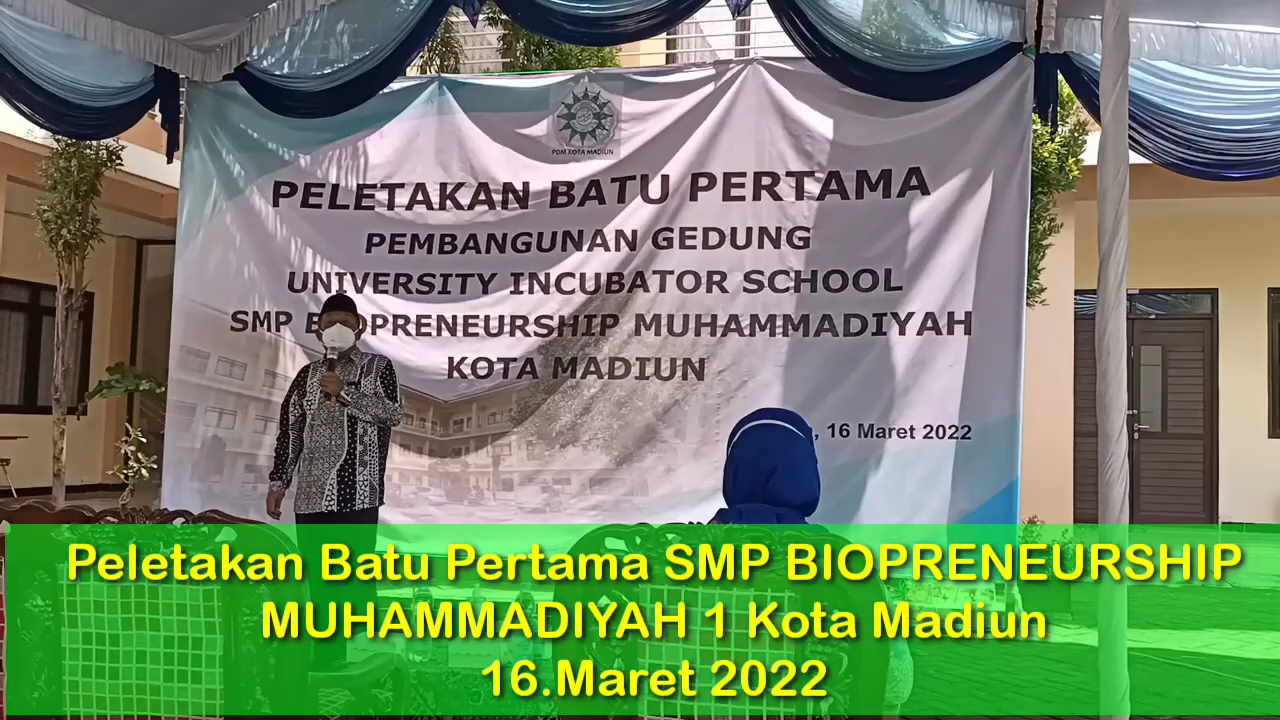 PDM KOTA MADIUN
PELETAKAN BATU PERTAMA
PEMBANGUNAN GEDUNG
UNIVERSITY INCUBATOR SCHOOL
SMP BIOPRENEURSHIP MUHAMMADIYAH
KOTA MADIUN
, 16 Maret 2022
Peletakan Batu Pertama SMP BIOPRENEURSHIP
MUHAMMADIYAH 1 Kota Madiun
16.Maret 2022